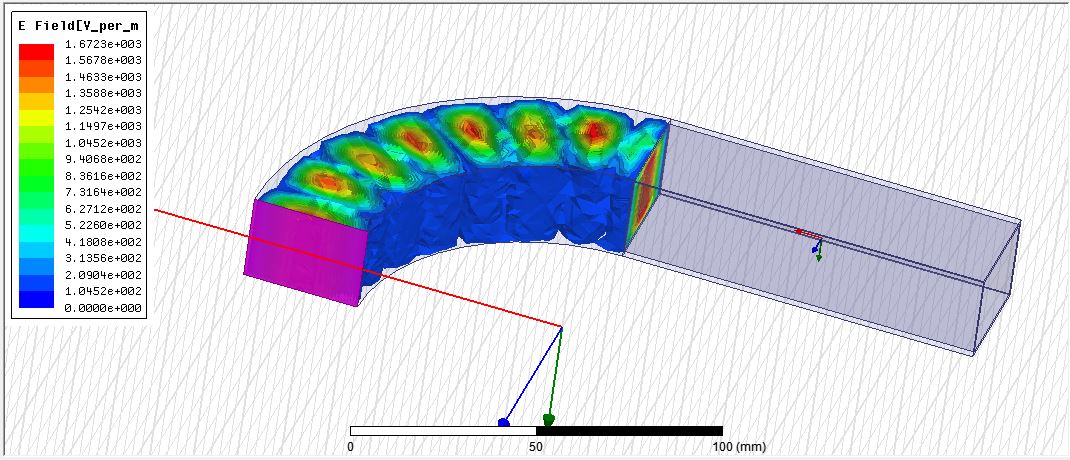 E Field[V_per_m
1.6723e+003
1.5678e+003
1.4633e+003
1.3588e+003
1.2542e+003
1.1497e+003
1.0452e+003
9.4068e+002
8.3616e+002
7.3164e+002
6.2712e+002
5.2260e+002
4.1808e+002
3.1356e+002
2.0904e+002
1.0452e+002
0.0000e+000
0 50 100 (mm)